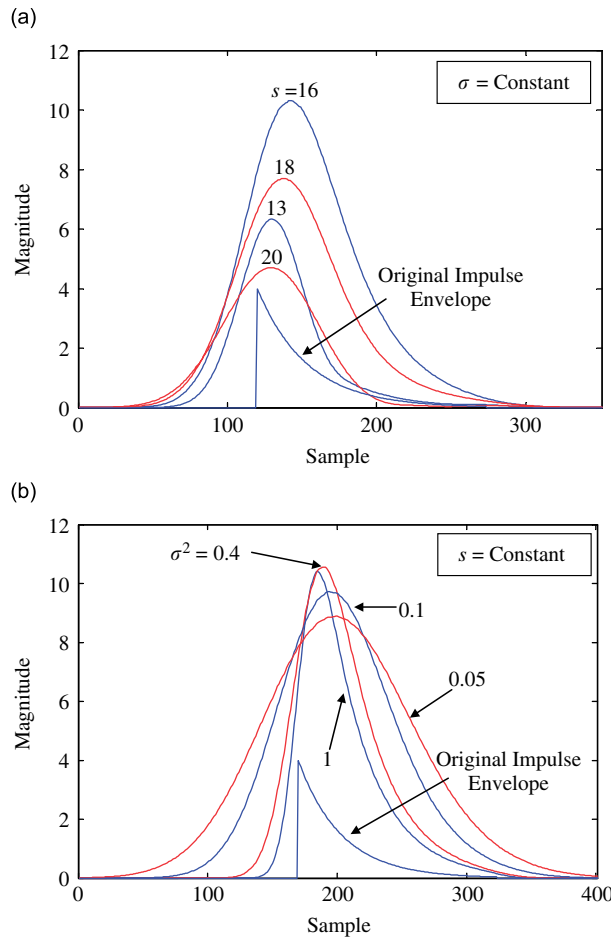 (a)
12
10
8
6
4
2
0
Magnitude
σ = Constant
s =16
18
13
20
Original Impulse
Envelope
0
100
200
300
Sample
(b)
12
10
8
6
4
2
0
Magnitude
s = Constant
σ² = 0.4
0.1
0.05
1
Original Impulse
Envelope
0
100
200
300
400
Sample